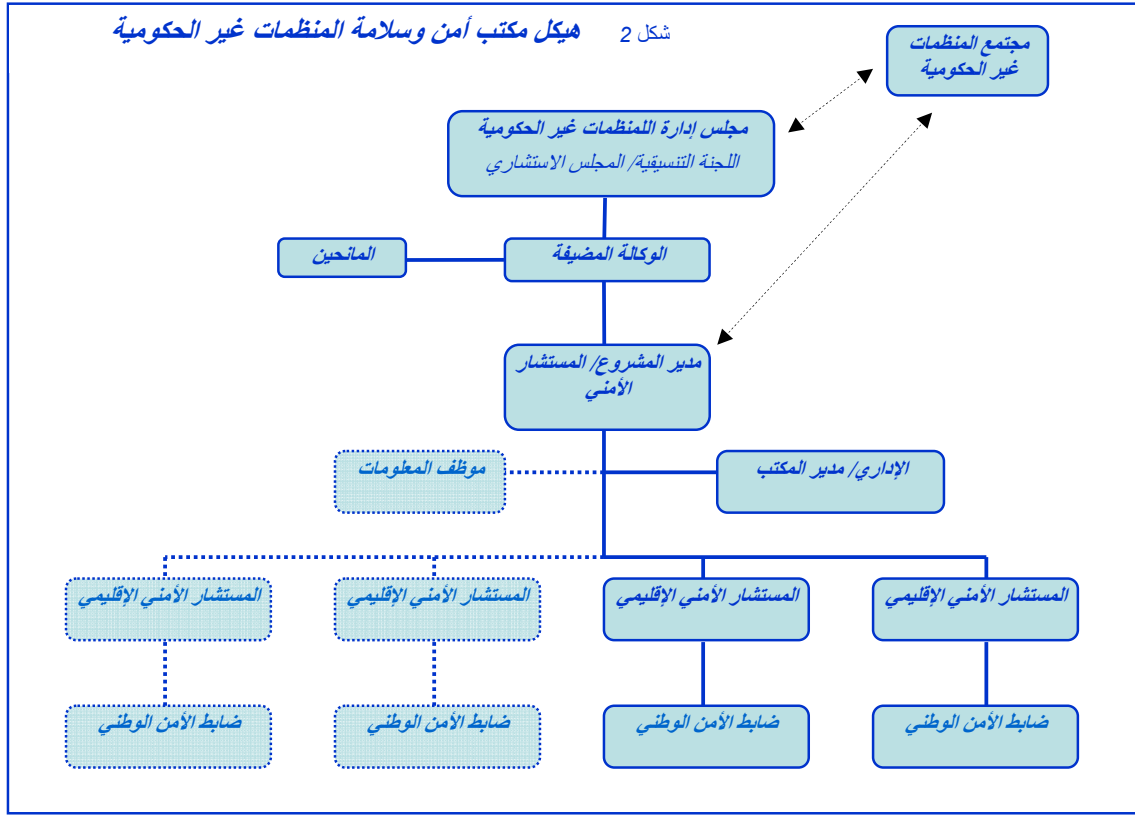 شكل 2 هيكل مكتب أمن وسلامة المنظمات غير الحكومية
مجتمع المنظمات
غير الحكومية
مجلس إدارة اللمنظمات غير الحكومية
اللجنة التنسيقية/ المجلس الاستشاري
الوكالة المضيفة
المانحين
مدير المشروع/ المستشار
الأمني
الإداري/ مدير المكتب
موظف المعلومات
المستشار الأمني الإقليمي
المستشار الأمني الإقليمي
المستشار الأمني الإقليمي
المستشار الأمني الإقليمي
ضابط الأمن الوطني
ضابط الأمن الوطني
ضابط الأمن الوطني
ضابط الأمن الوطني